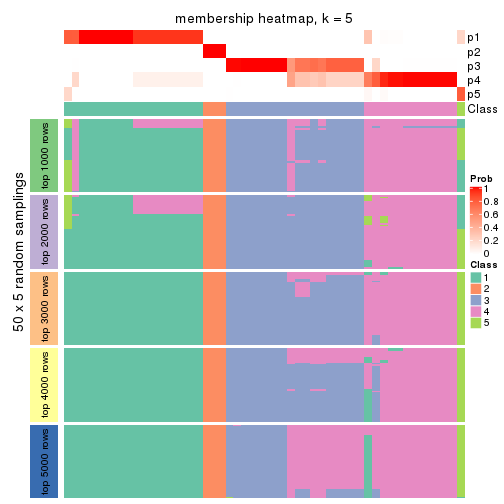 membership heatmap, k = 5
p1
p2
p3
p4
p5
Class
50 x 5 random samplings
top 1000 rows
top 2000 rows
top 3000 rows
top 4000 rows
top 5000 rows
Prob
1
0.8
0.6
0.4
0.2
0
Class
1
2
3
4
5